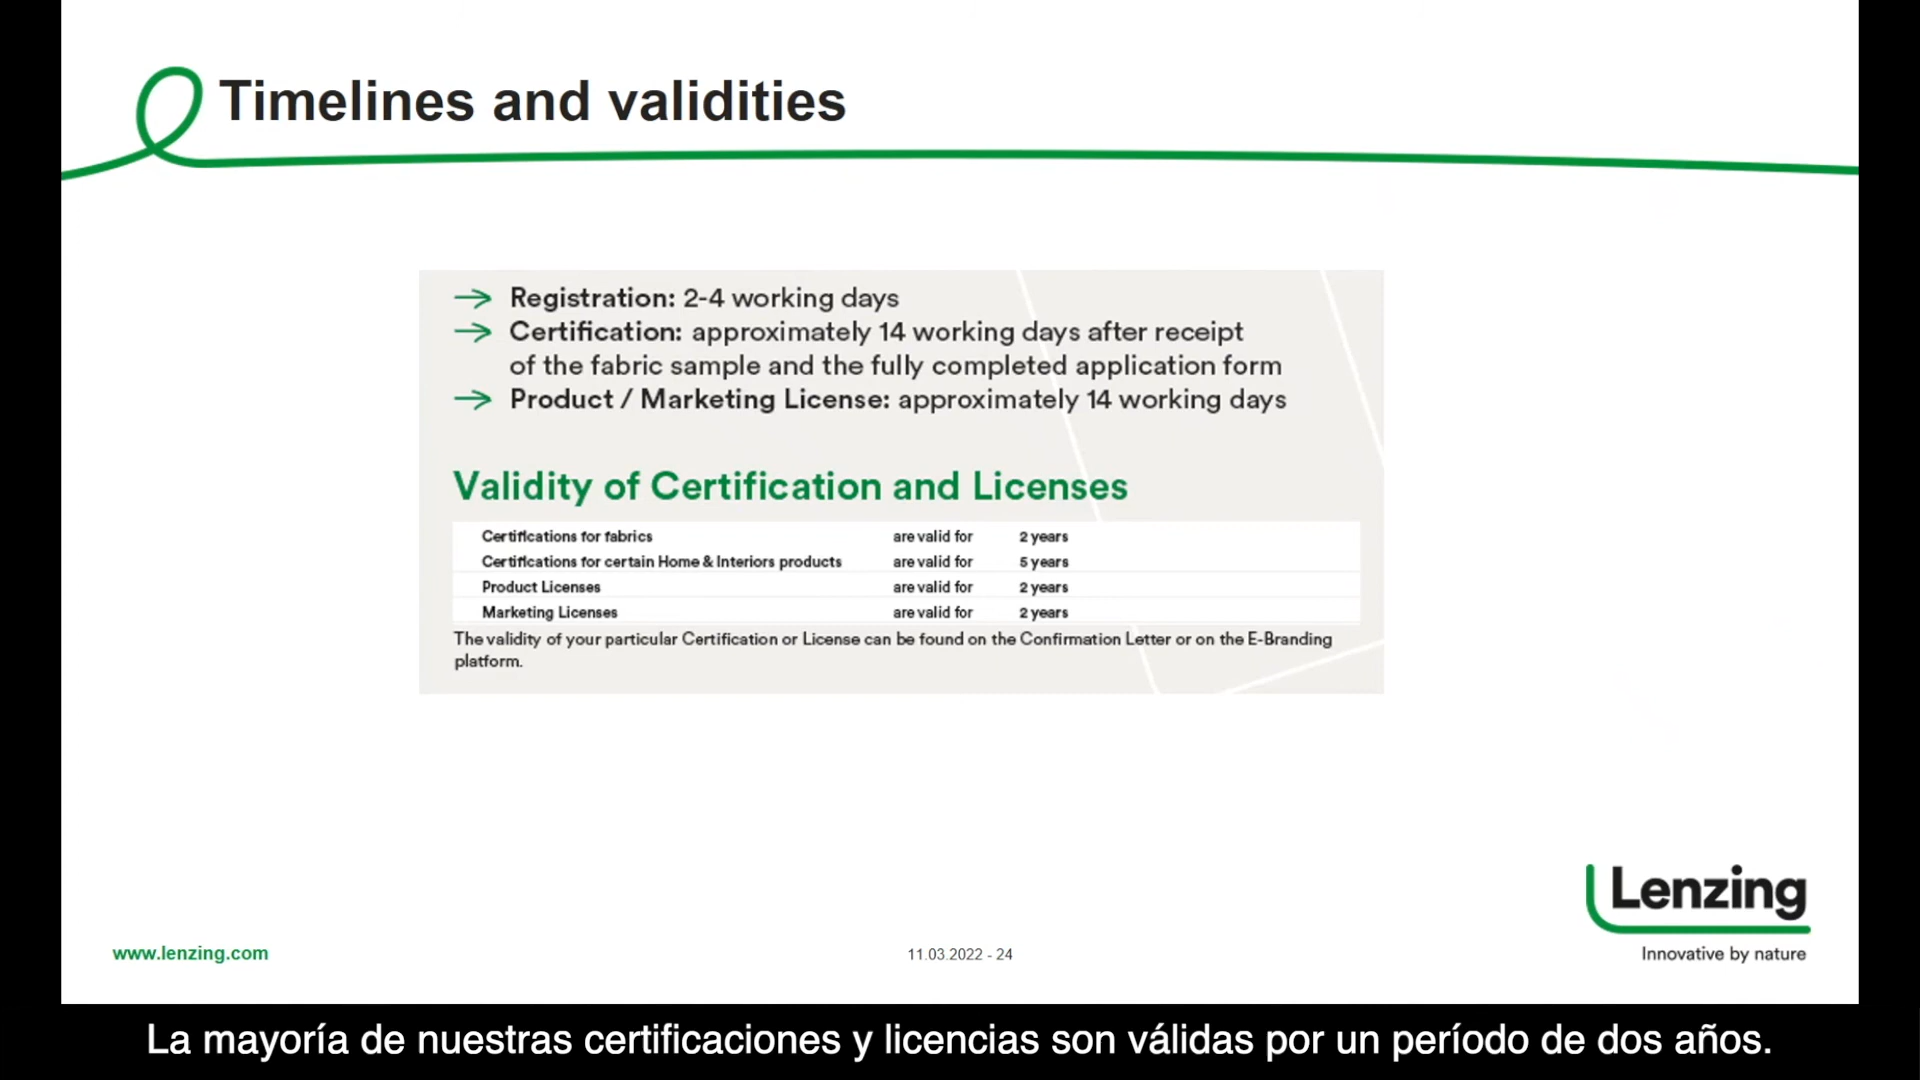 Timelines and validities
→ Registration: 2-4 working days
→ Certification: approximately 14 working days after receipt
of the fabric sample and the fully completed application form
→ Product / Marketing License: approximately 14 working days
Validity of Certification and Licenses
Certifications for fabrics are valid for 2 years
Certifications for certain Home & Interiors products are valid for 5 years
Product Licenses are valid for 2 years
Marketing Licenses are valid for 2 years
The validity of your particular Certification or License can be found on the Confirmation Letter or on the E-Branding
platform.
Lenzing
Innovative by nature
www.lenzing.com
11.03.2022 - 24
La mayoría de nuestras certificaciones y licencias son válidas por un período de dos años.